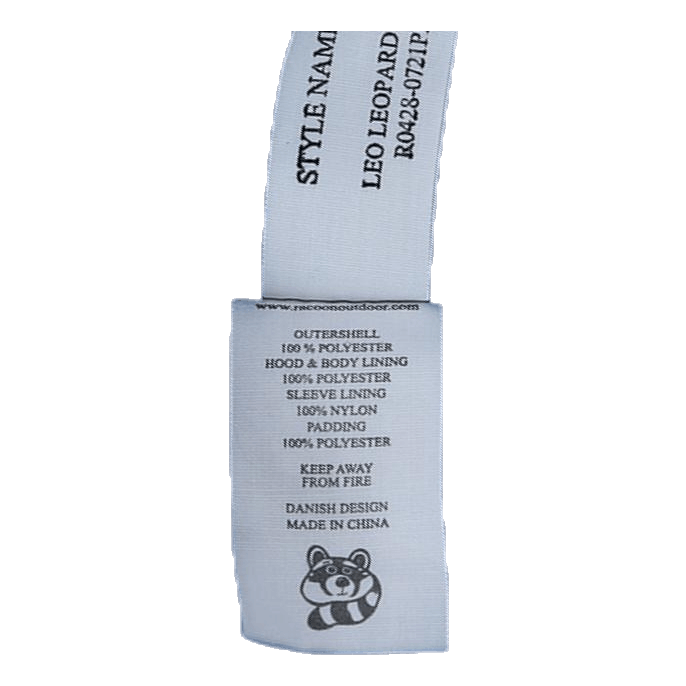 STYLE NAME
LEO LEOPARD
R0428-0721P
www.racoonoutdoor.com
OUTERSHELL
100 % POLYESTER
HOOD & BODY LINING
100% POLYESTER
SLEEVE LINING
100% NYLON
PADDING
100% POLYESTER
KEEP AWAY
FROM FIRE
DANISH DESIGN
MADE IN CHINA